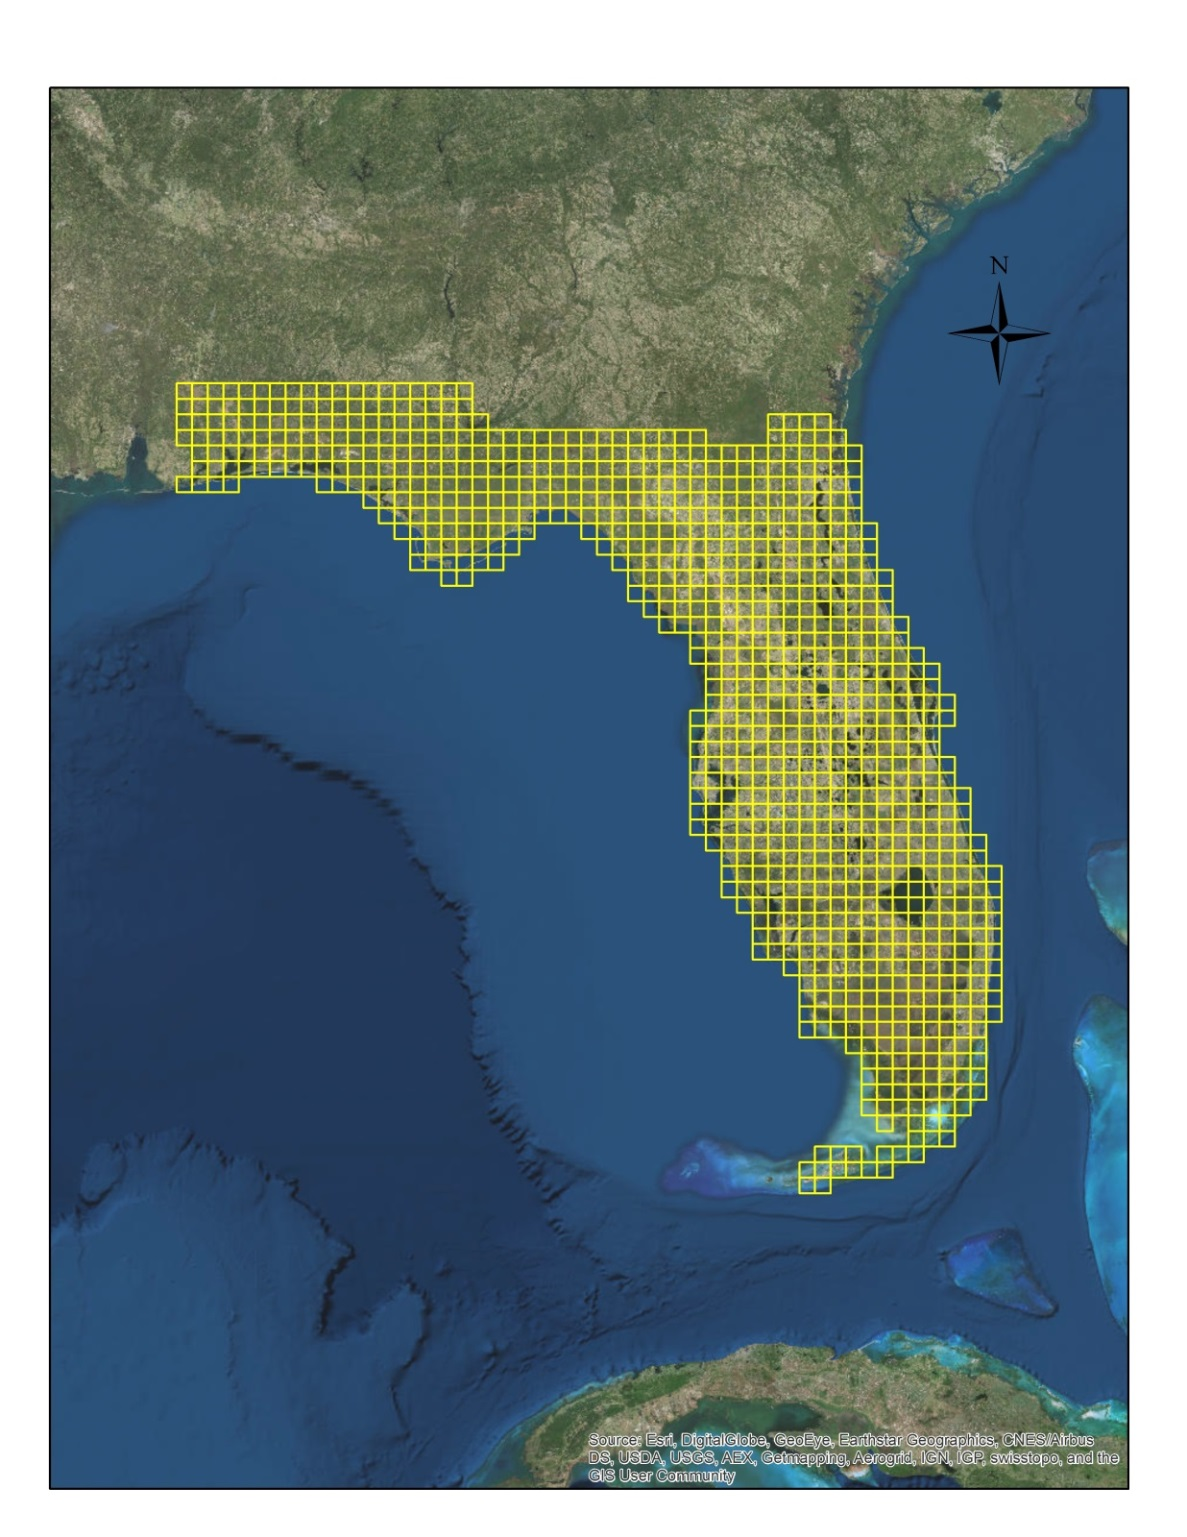 N
Source: Esri, DigitalGlobe, GeoEye, Earthstar Geographics, CNES/Airbus
DS, USDA, USGS, AEX, Getmapping, Aerogrid, IGN, IGP, swisstopo, and the
GIS User Community